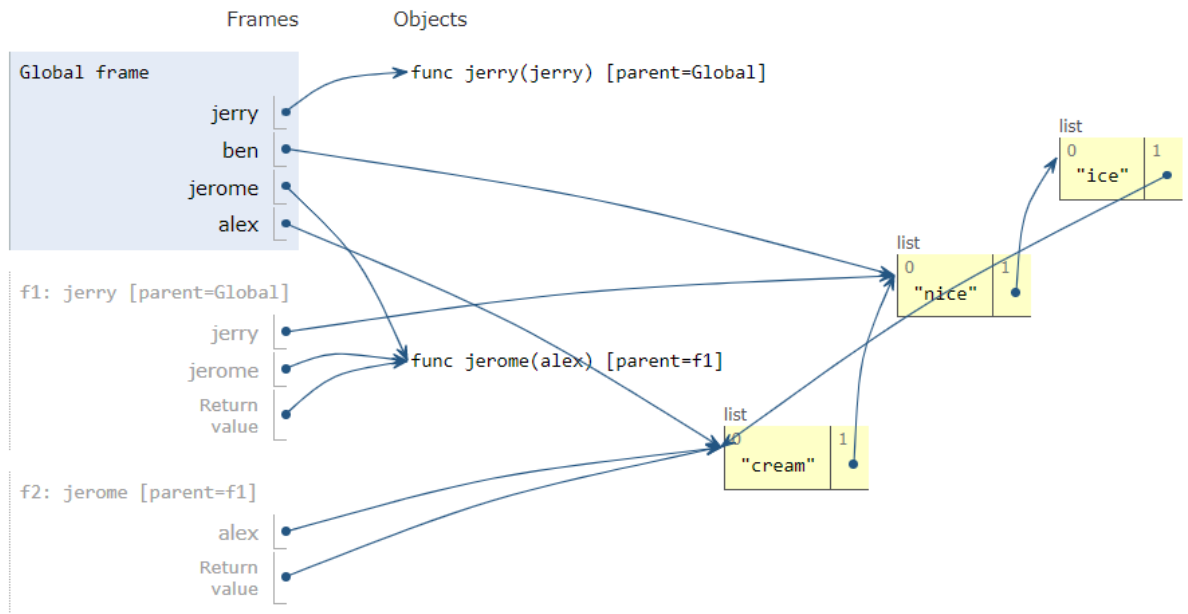 Frames Objects
Global frame
func jerry(jerry) [parent=Global]
jerry
ben
jerome
alex
list
0 1
"ice"
list
0 1
"nice"
f1: jerry [parent=Global]
jerry
jerome
func jerome(alex) [parent=f1]
Return
value
list
0 1
"cream"
f2: jerome [parent=f1]
alex
Return
value